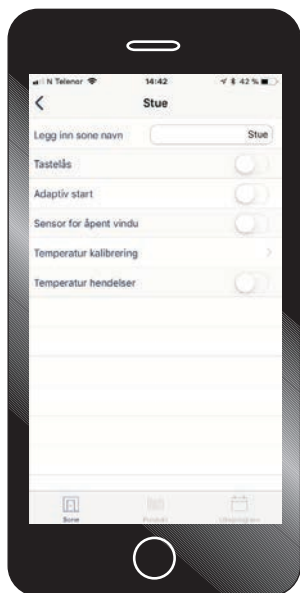 N Telenor 14:42 42 %
Stue
Legg inn sone navn Stue
Tastelås
Adaptiv start
Sensor for åpent vindu
Temperatur kalibrering
Temperatur hendelser
Sone